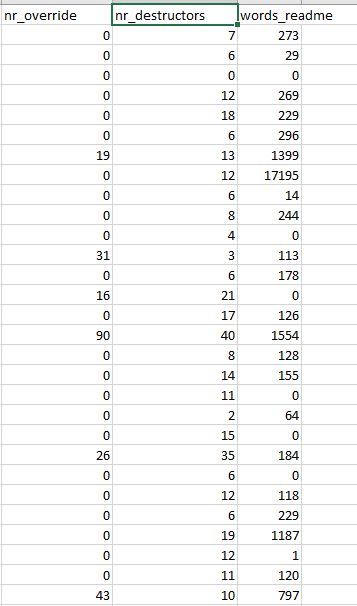 nr_override nr_destructors words_readme
0 7 273
0 6 29
0 0 0
0 12 269
0 18 229
0 6 296
19 13 1399
0 12 17195
0 6 14
0 8 244
0 4 0
31 3 113
0 6 178
16 21 0
0 17 126
90 40 1554
0 8 128
0 14 155
0 11 0
0 2 64
0 15 0
26 35 184
0 6 0
0 12 118
0 6 229
0 19 1187
0 12 1
0 11 120
43 10 797